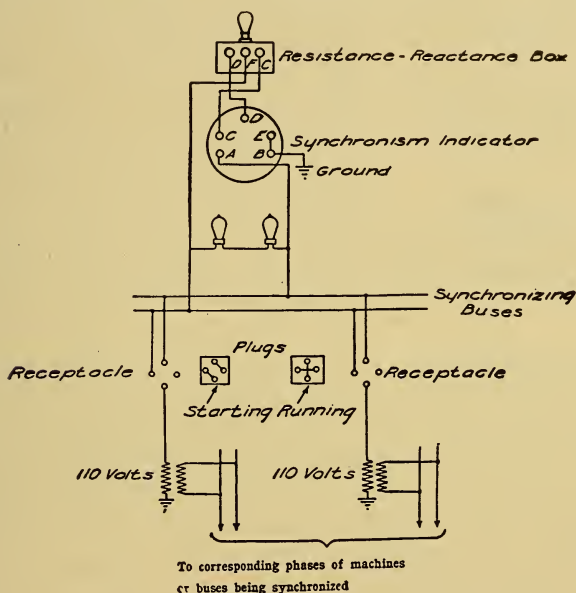 Resistance-Reactance Box
D F C
D
C E
Synchronism Indicator
A B
Ground
Synchronizing
Buses
Plugs
Receptacle
Receptacle
Starting Running
110 Volts
110 Volts
To corresponding phases of machines
or buses being synchronized